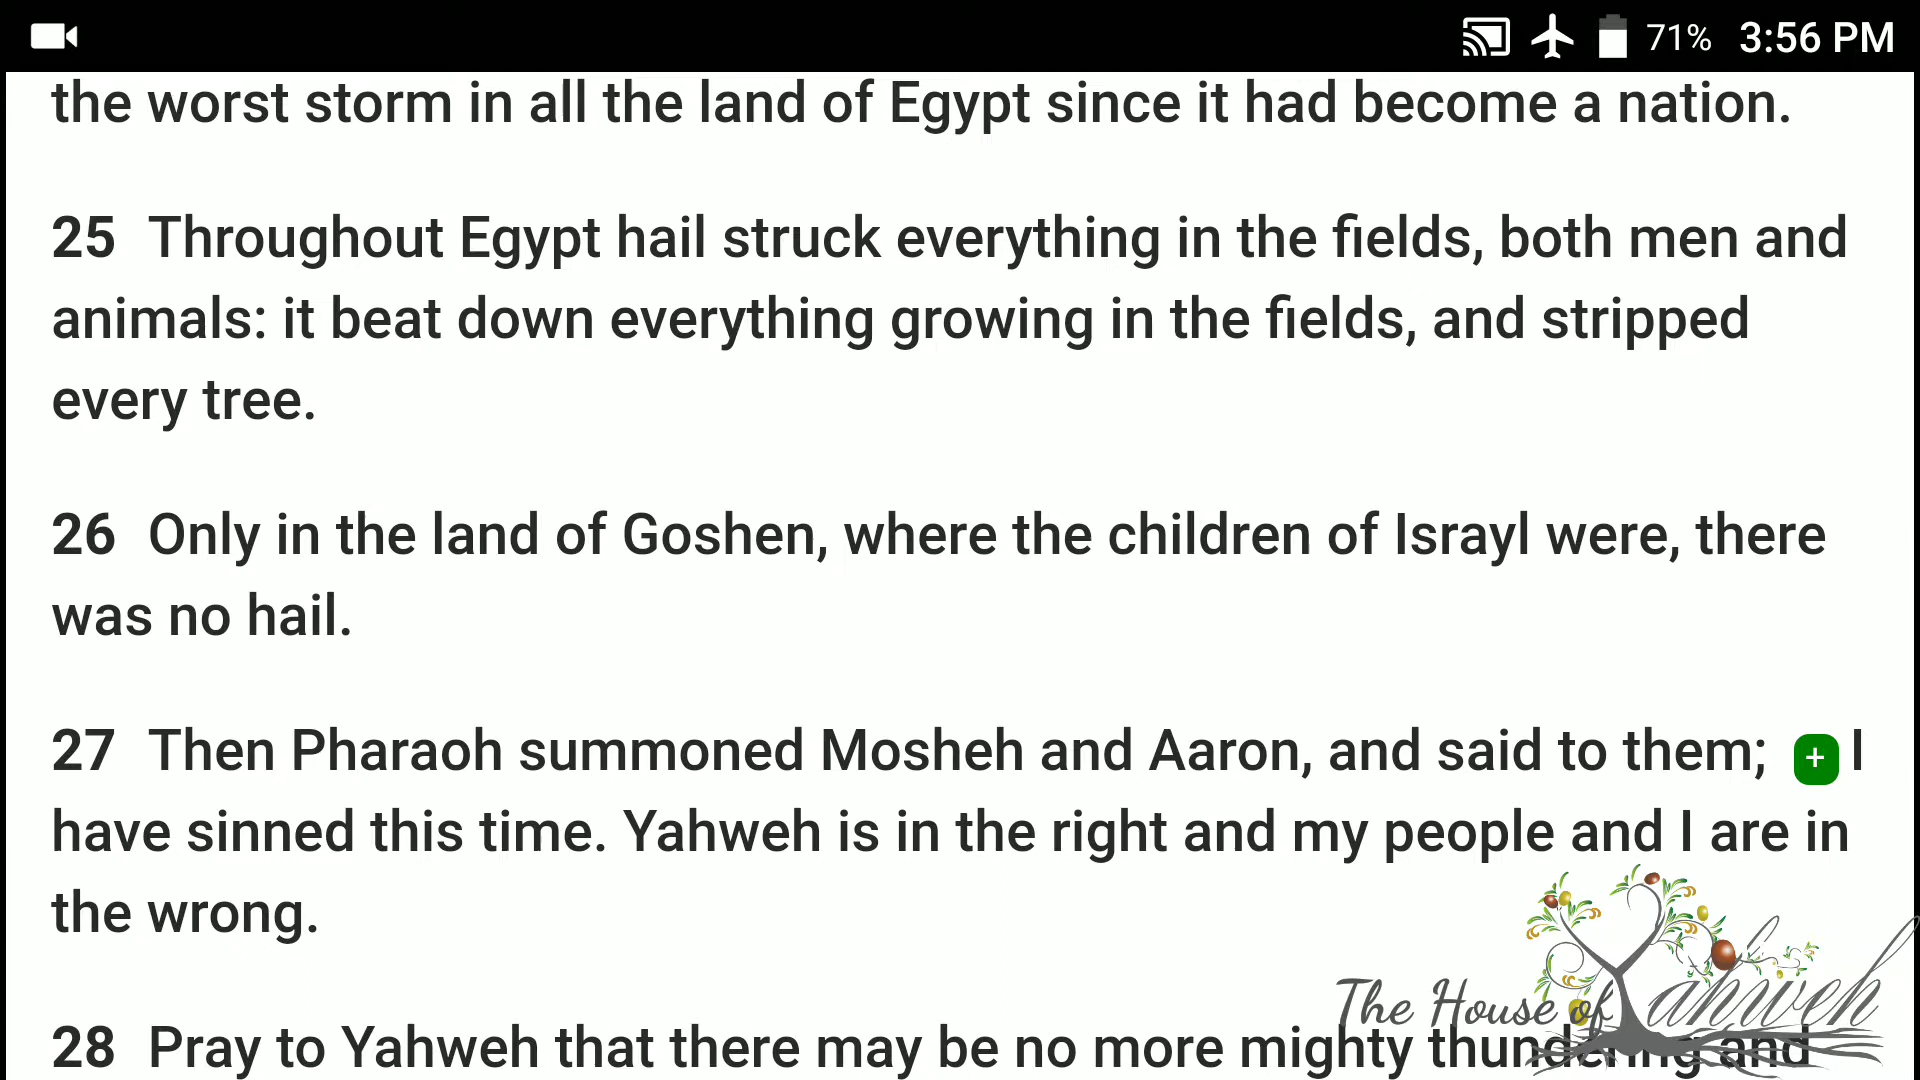 71% 3:56 PM
the worst storm in all the land of Egypt since it had become a nation.
25 Throughout Egypt hail struck everything in the fields, both men and
animals: it beat down everything growing in the fields, and stripped
every tree.
26 Only in the land of Goshen, where the children of Israyl were, there
was no hail.
27 Then Pharaoh summoned Mosheh and Aaron, and said to them; + I
have sinned this time. Yahweh is in the right and my people and I are in
the wrong.
The House of Yahweh
28 Pray to Yahweh that there may be no more mighty thundering and